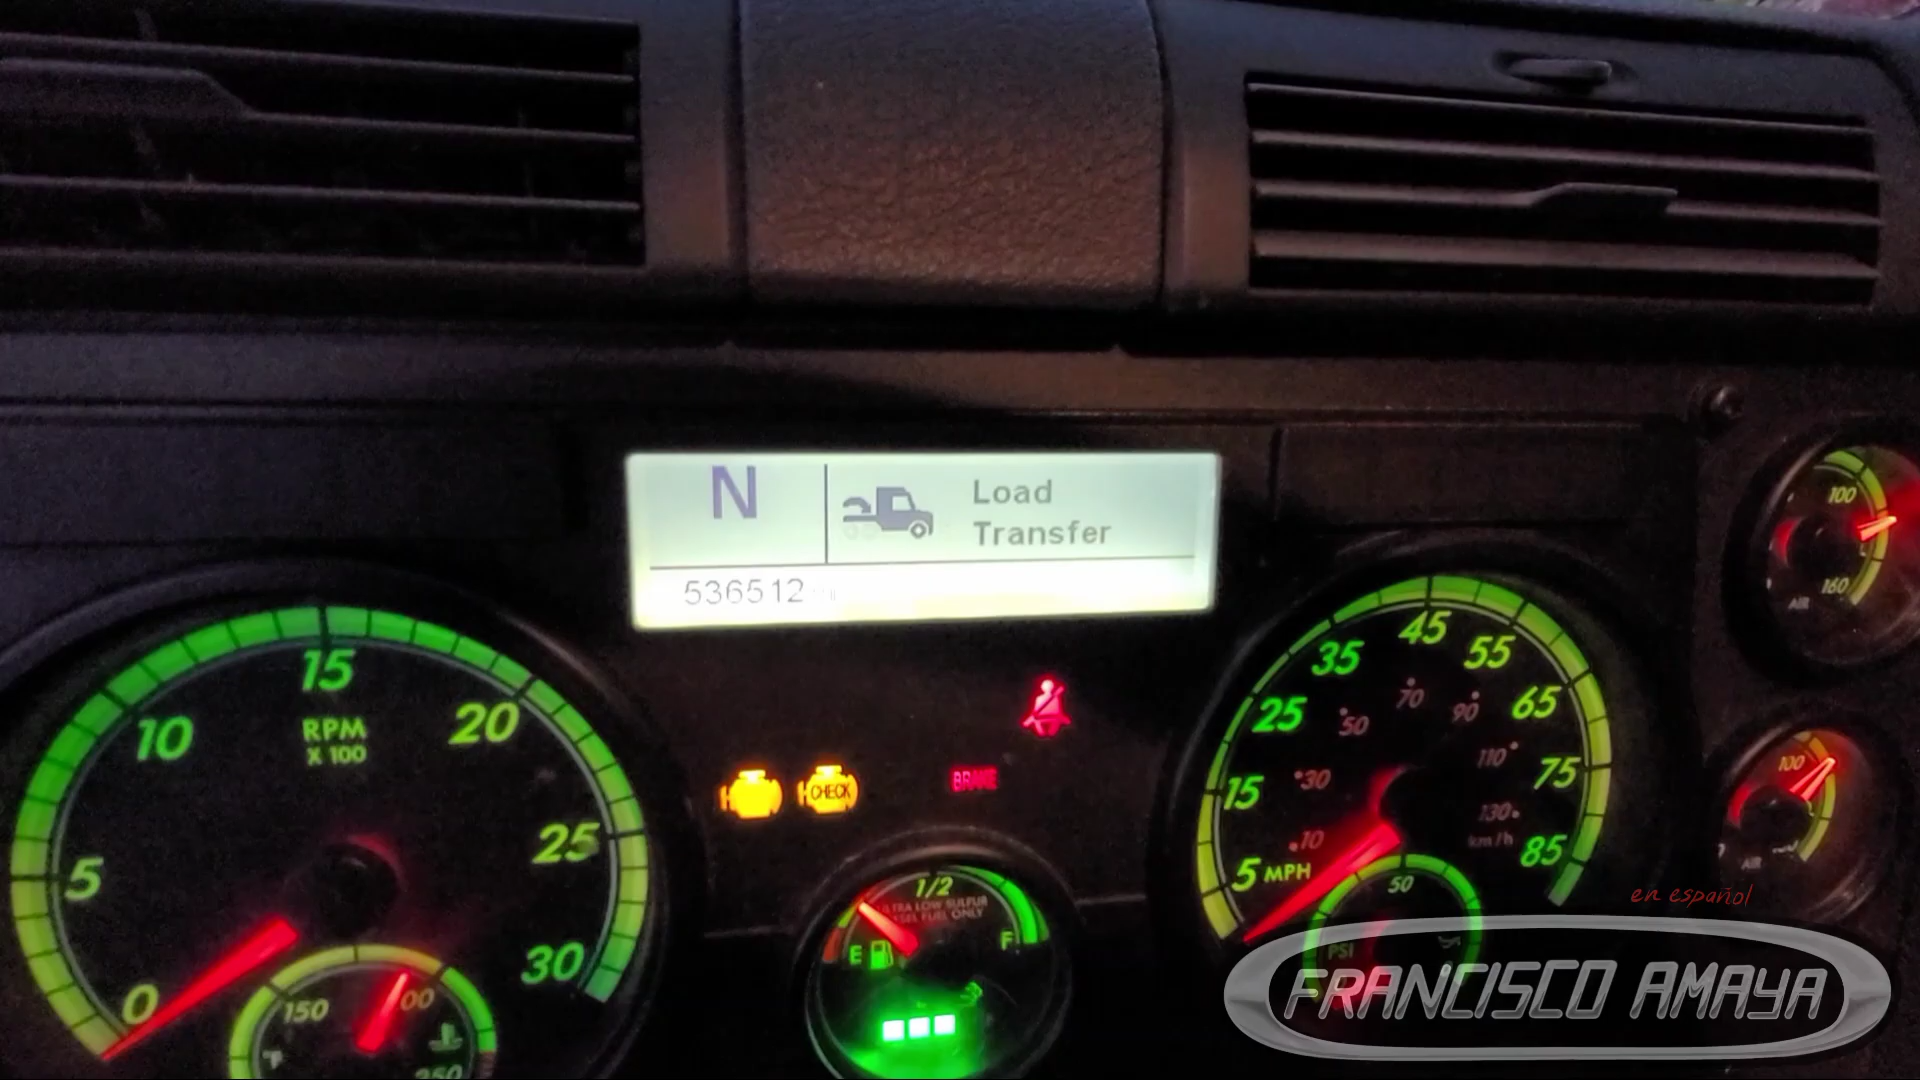 N
Load
Transfer
536512
15
10
20
RPM
X 100
5
25
0
30
150
CHECK
BRAKE
1/2
E
F
45
35
55
25
65
70
50
90
15
30
110
75
10
130
km/h
5 MPH
85
50
PSI
100
160
AIR
100
AIR
en español
FRANCISCO AMAYA